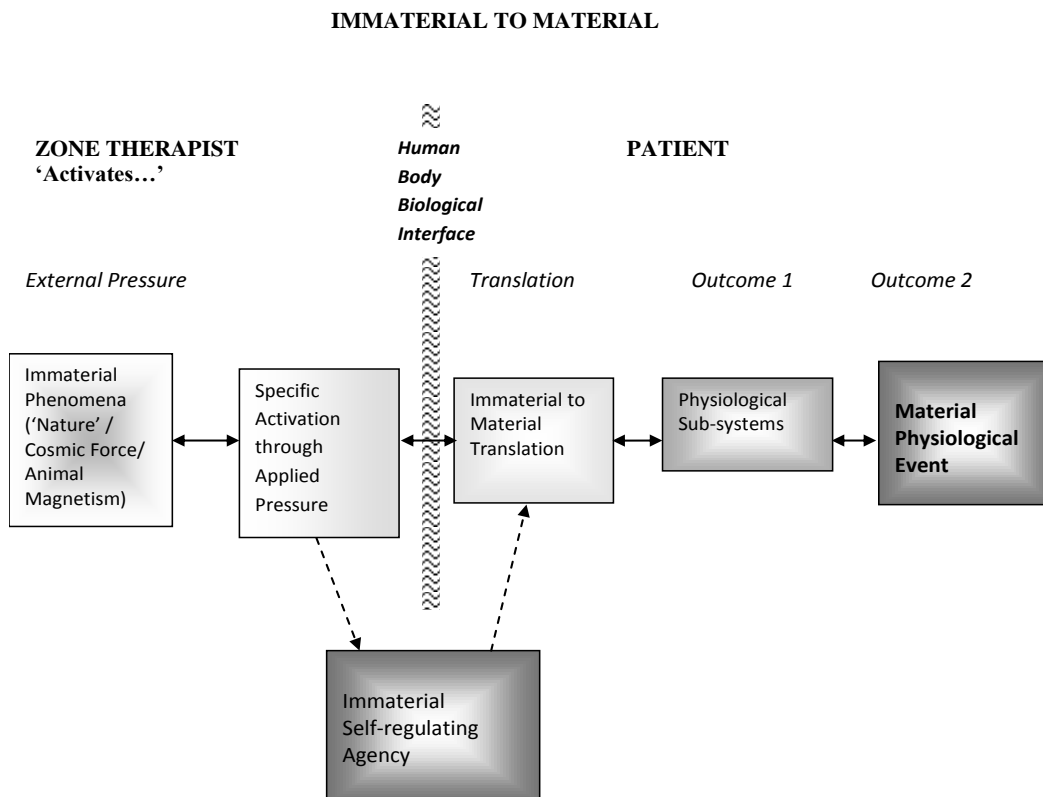 IMMATERIAL TO MATERIAL
ZONE THERAPIST
‘Activates…’
Human
Body
Biological
Interface
PATIENT
External Pressure
Translation
Outcome 1
Outcome 2
Immaterial
Phenomena
(‘Nature’ /
Cosmic Force/
Animal
Magnetism)
Specific
Activation
through
Applied
Pressure
Immaterial to
Material
Translation
Physiological
Sub-systems
Material
Physiological
Event
Immaterial
Self-regulating
Agency